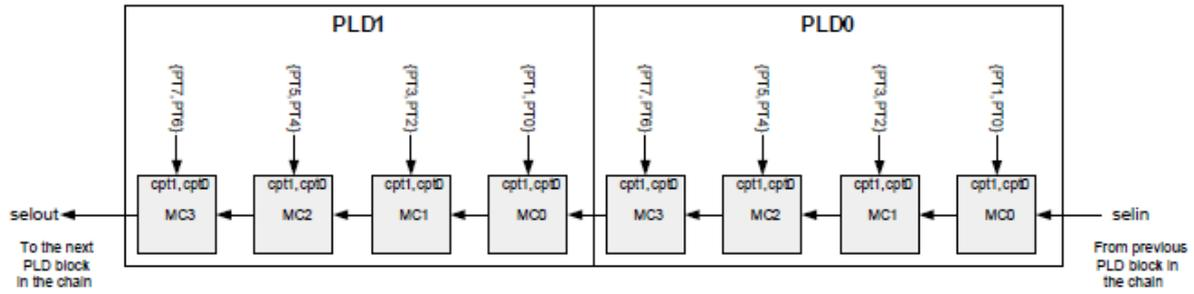 PLD1
PLD0
{PT7,PT6}
{PT5,PT4}
{PT3,PT2}
{PT1,PT0}
{PT7,PT6}
{PT5,PT4}
{PT3,PT2}
{PT1,PT0}
cpt1,cpt0
cpt1,cpt0
cpt1,cpt0
cpt1,cpt0
cpt1,cpt0
cpt1,cpt0
cpt1,cpt0
cpt1,cpt0
selout
MC3
MC2
MC1
MC0
MC3
MC2
MC1
MC0
selin
To the next
PLD block
in the chain
From previous
PLD block in
the chain